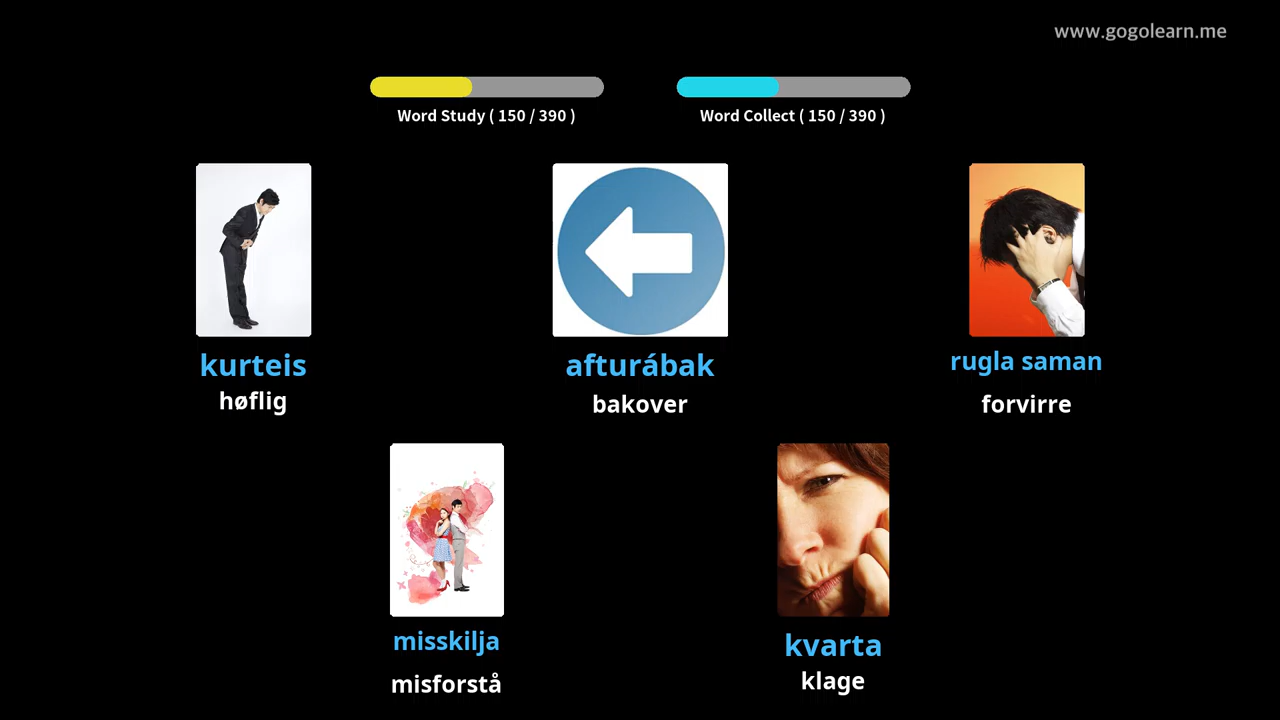 www.gogolearn.me
Word Study ( 150 / 390 )
Word Collect ( 150 / 390 )
kurteis
høflig
afturábak
bakover
rugla saman
forvirre
misskilja
misforstå
kvarta
klage